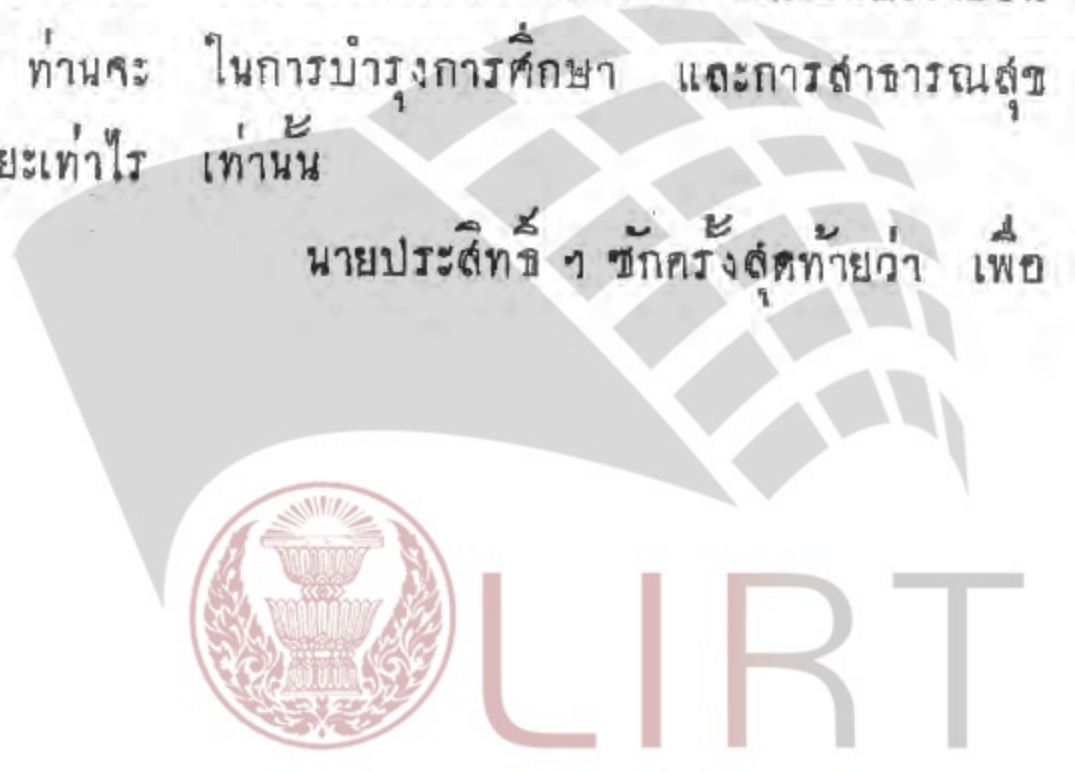 ท่านจะ ในการบำรุงการศึกษา และการสาธารณสุข
ยะเท่าไร เท่านั้น
นายประสิทธิ์ ฯ ซักครั้งสุดท้ายว่า เพื่อ
LIRT